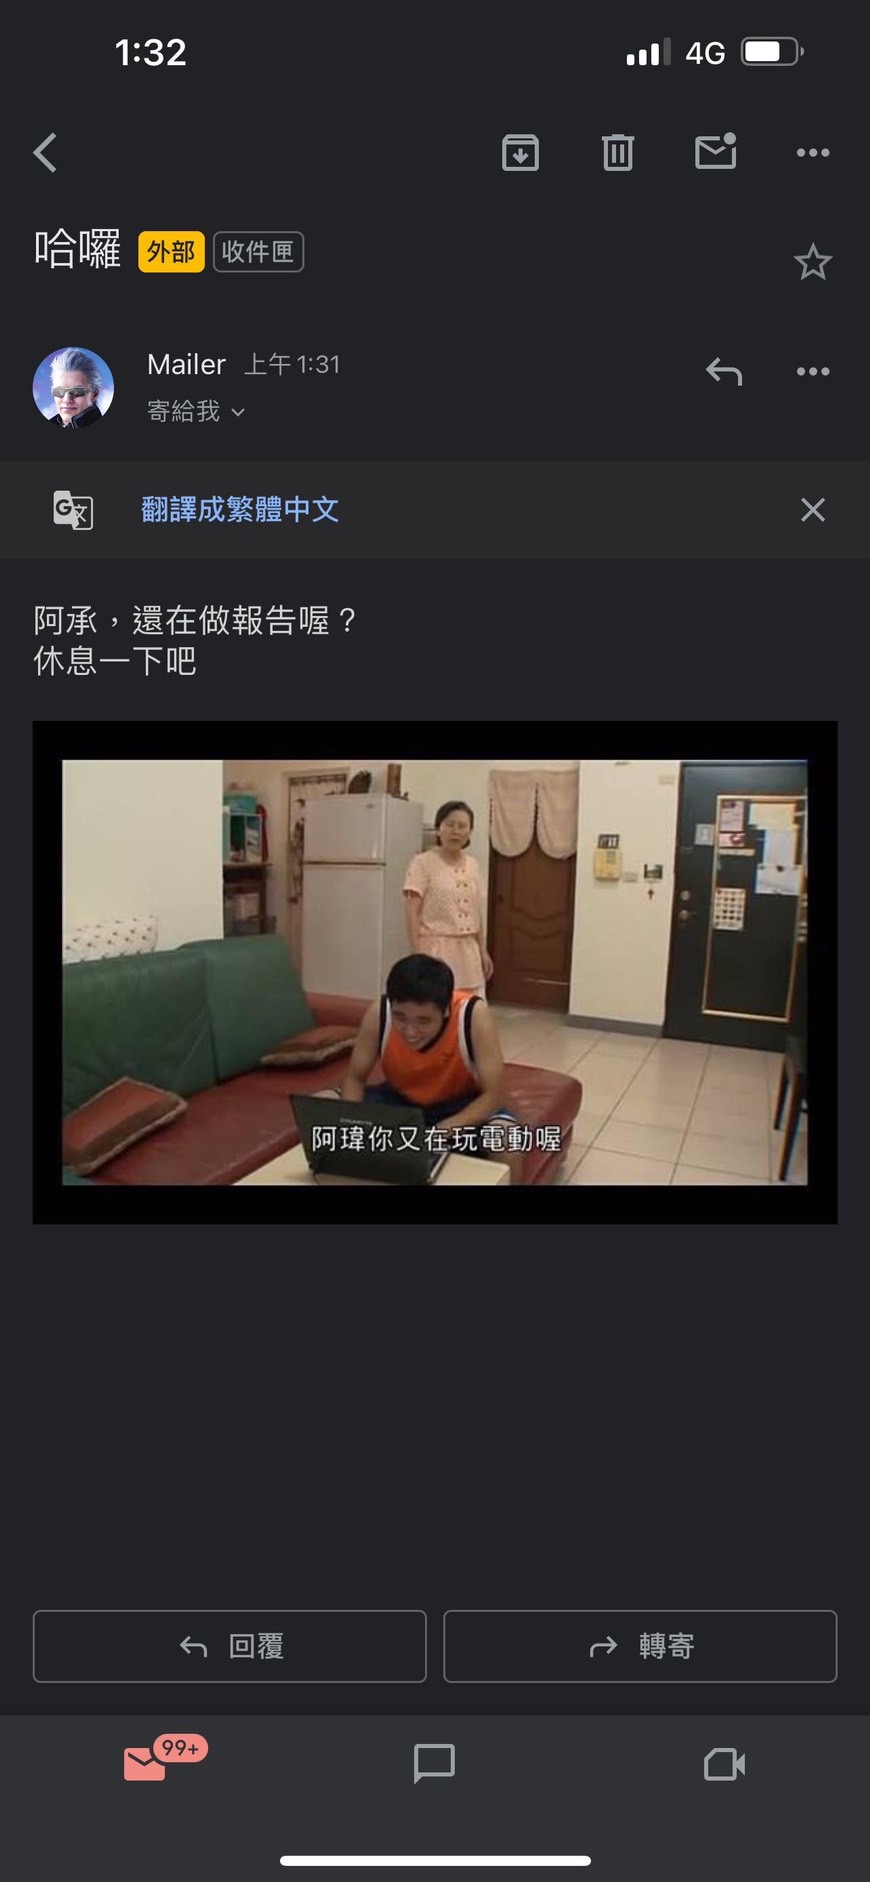 1:32
4G
哈囉 外部 收件匣
Mailer 上午 1:31
寄給我
翻譯成繁體中文
阿承，還在做報告喔？
休息一下吧
阿瑋你又在玩電動喔
回覆
轉寄
99+